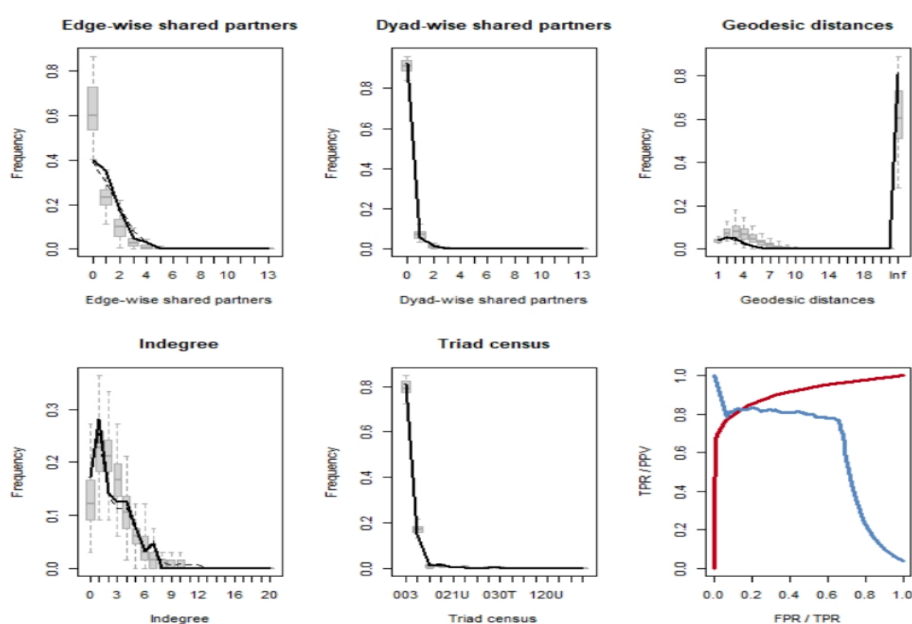 Edge-wise shared partners
Frequency
0.0 0.2 0.4 0.6 0.8
0 2 4 6 8 10 13
Edge-wise shared partners
Dyad-wise shared partners
Frequency
0.0 0.2 0.4 0.6 0.8
0 2 4 6 8 10 13
Dyad-wise shared partners
Geodesic distances
Frequency
0.0 0.2 0.4 0.6 0.8
1 4 7 10 14 18 Inf
Geodesic distances
Indegree
Frequency
0.0 0.1 0.2 0.3
0 3 6 9 12 16 20
Indegree
Triad census
Frequency
0.0 0.2 0.4 0.6 0.8
003 021U 030T 120U
Triad census
TPR / PPV
0.0 0.2 0.4 0.6 0.8 1.0
0.0 0.2 0.4 0.6 0.8 1.0
FPR / TPR